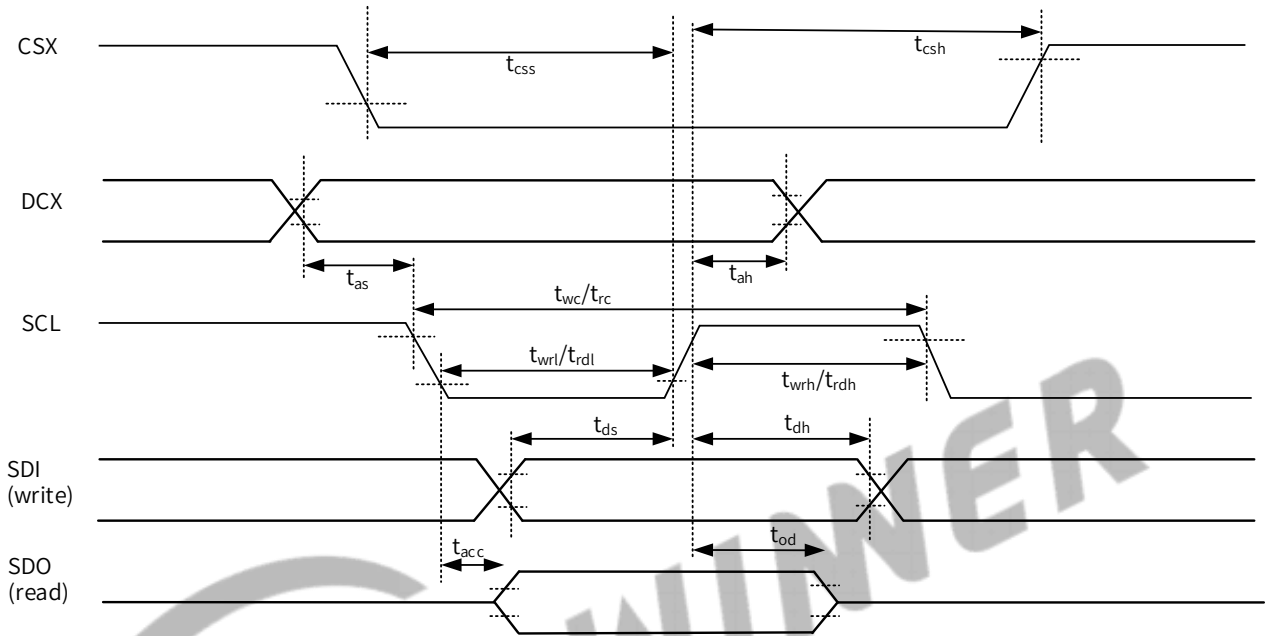 CSX
tcss
tcsh
DCX
tas
tah
twc/trc
SCL
twrl/trdl
twrh/trdh
tds
tdh
SDI
(write)
tacc
tod
SDO
(read)
WINNER